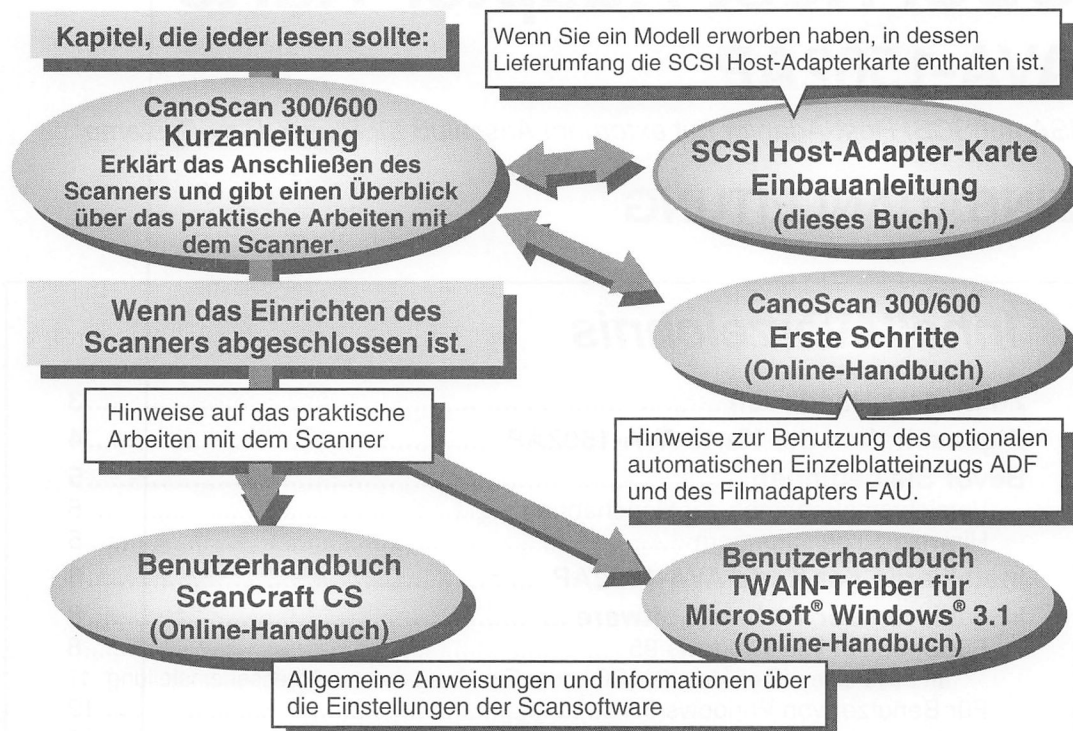 Kapitel, die jeder lesen sollte:
Wenn Sie ein Modell erworben haben, in dessen
Lieferumfang die SCSI Host-Adapterkarte enthalten ist.
CanoScan 300/600
Kurzanleitung
Erklärt das Anschließen des
Scanners und gibt einen Überblick
über das praktische Arbeiten mit
dem Scanner.
SCSI Host-Adapter-Karte
Einbauanleitung
(dieses Buch).
Wenn das Einrichten des
Scanners abgeschlossen ist.
CanoScan 300/600
Erste Schritte
(Online-Handbuch)
Hinweise auf das praktische
Arbeiten mit dem Scanner
Hinweise zur Benutzung des optionalen
automatischen Einzelblatteinzugs ADF
und des Filmadapters FAU.
Benutzerhandbuch
ScanCraft CS
(Online-Handbuch)
Benutzerhandbuch
TWAIN-Treiber für
Microsoft® Windows® 3.1
(Online-Handbuch)
Allgemeine Anweisungen und Informationen über
die Einstellungen der Scansoftware